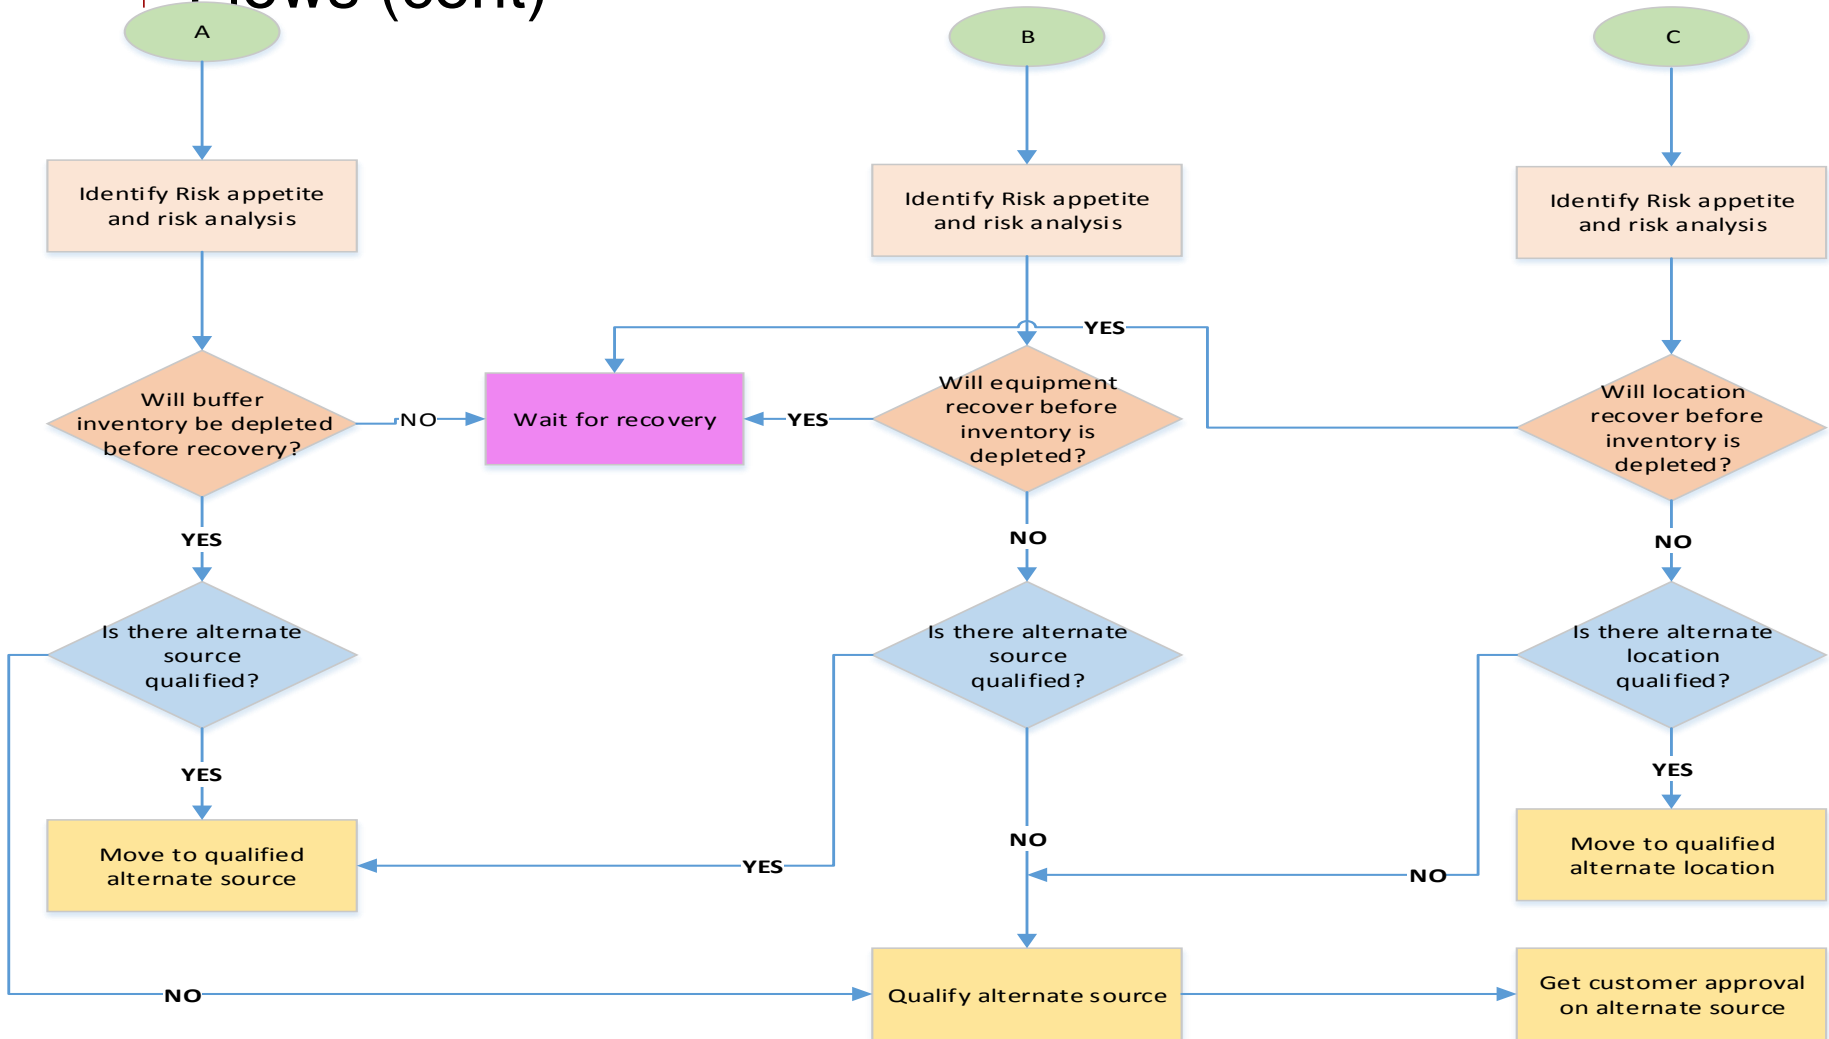 Flows (cont)
A
B
C
Identify Risk appetite
and risk analysis
Identify Risk appetite
and risk analysis
Identify Risk appetite
and risk analysis
YES
Will buffer
inventory be depleted
before recovery?
NO
Wait for recovery
YES
Will equipment
recover before
inventory is
depleted?
Will location
recover before
inventory is
depleted?
YES
NO
NO
Is there alternate
source
qualified?
Is there alternate
source
qualified?
Is there alternate
location
qualified?
YES
NO
YES
Move to qualified
alternate source
YES
NO
Move to qualified
alternate location
NO
Qualify alternate source
Get customer approval
on alternate source